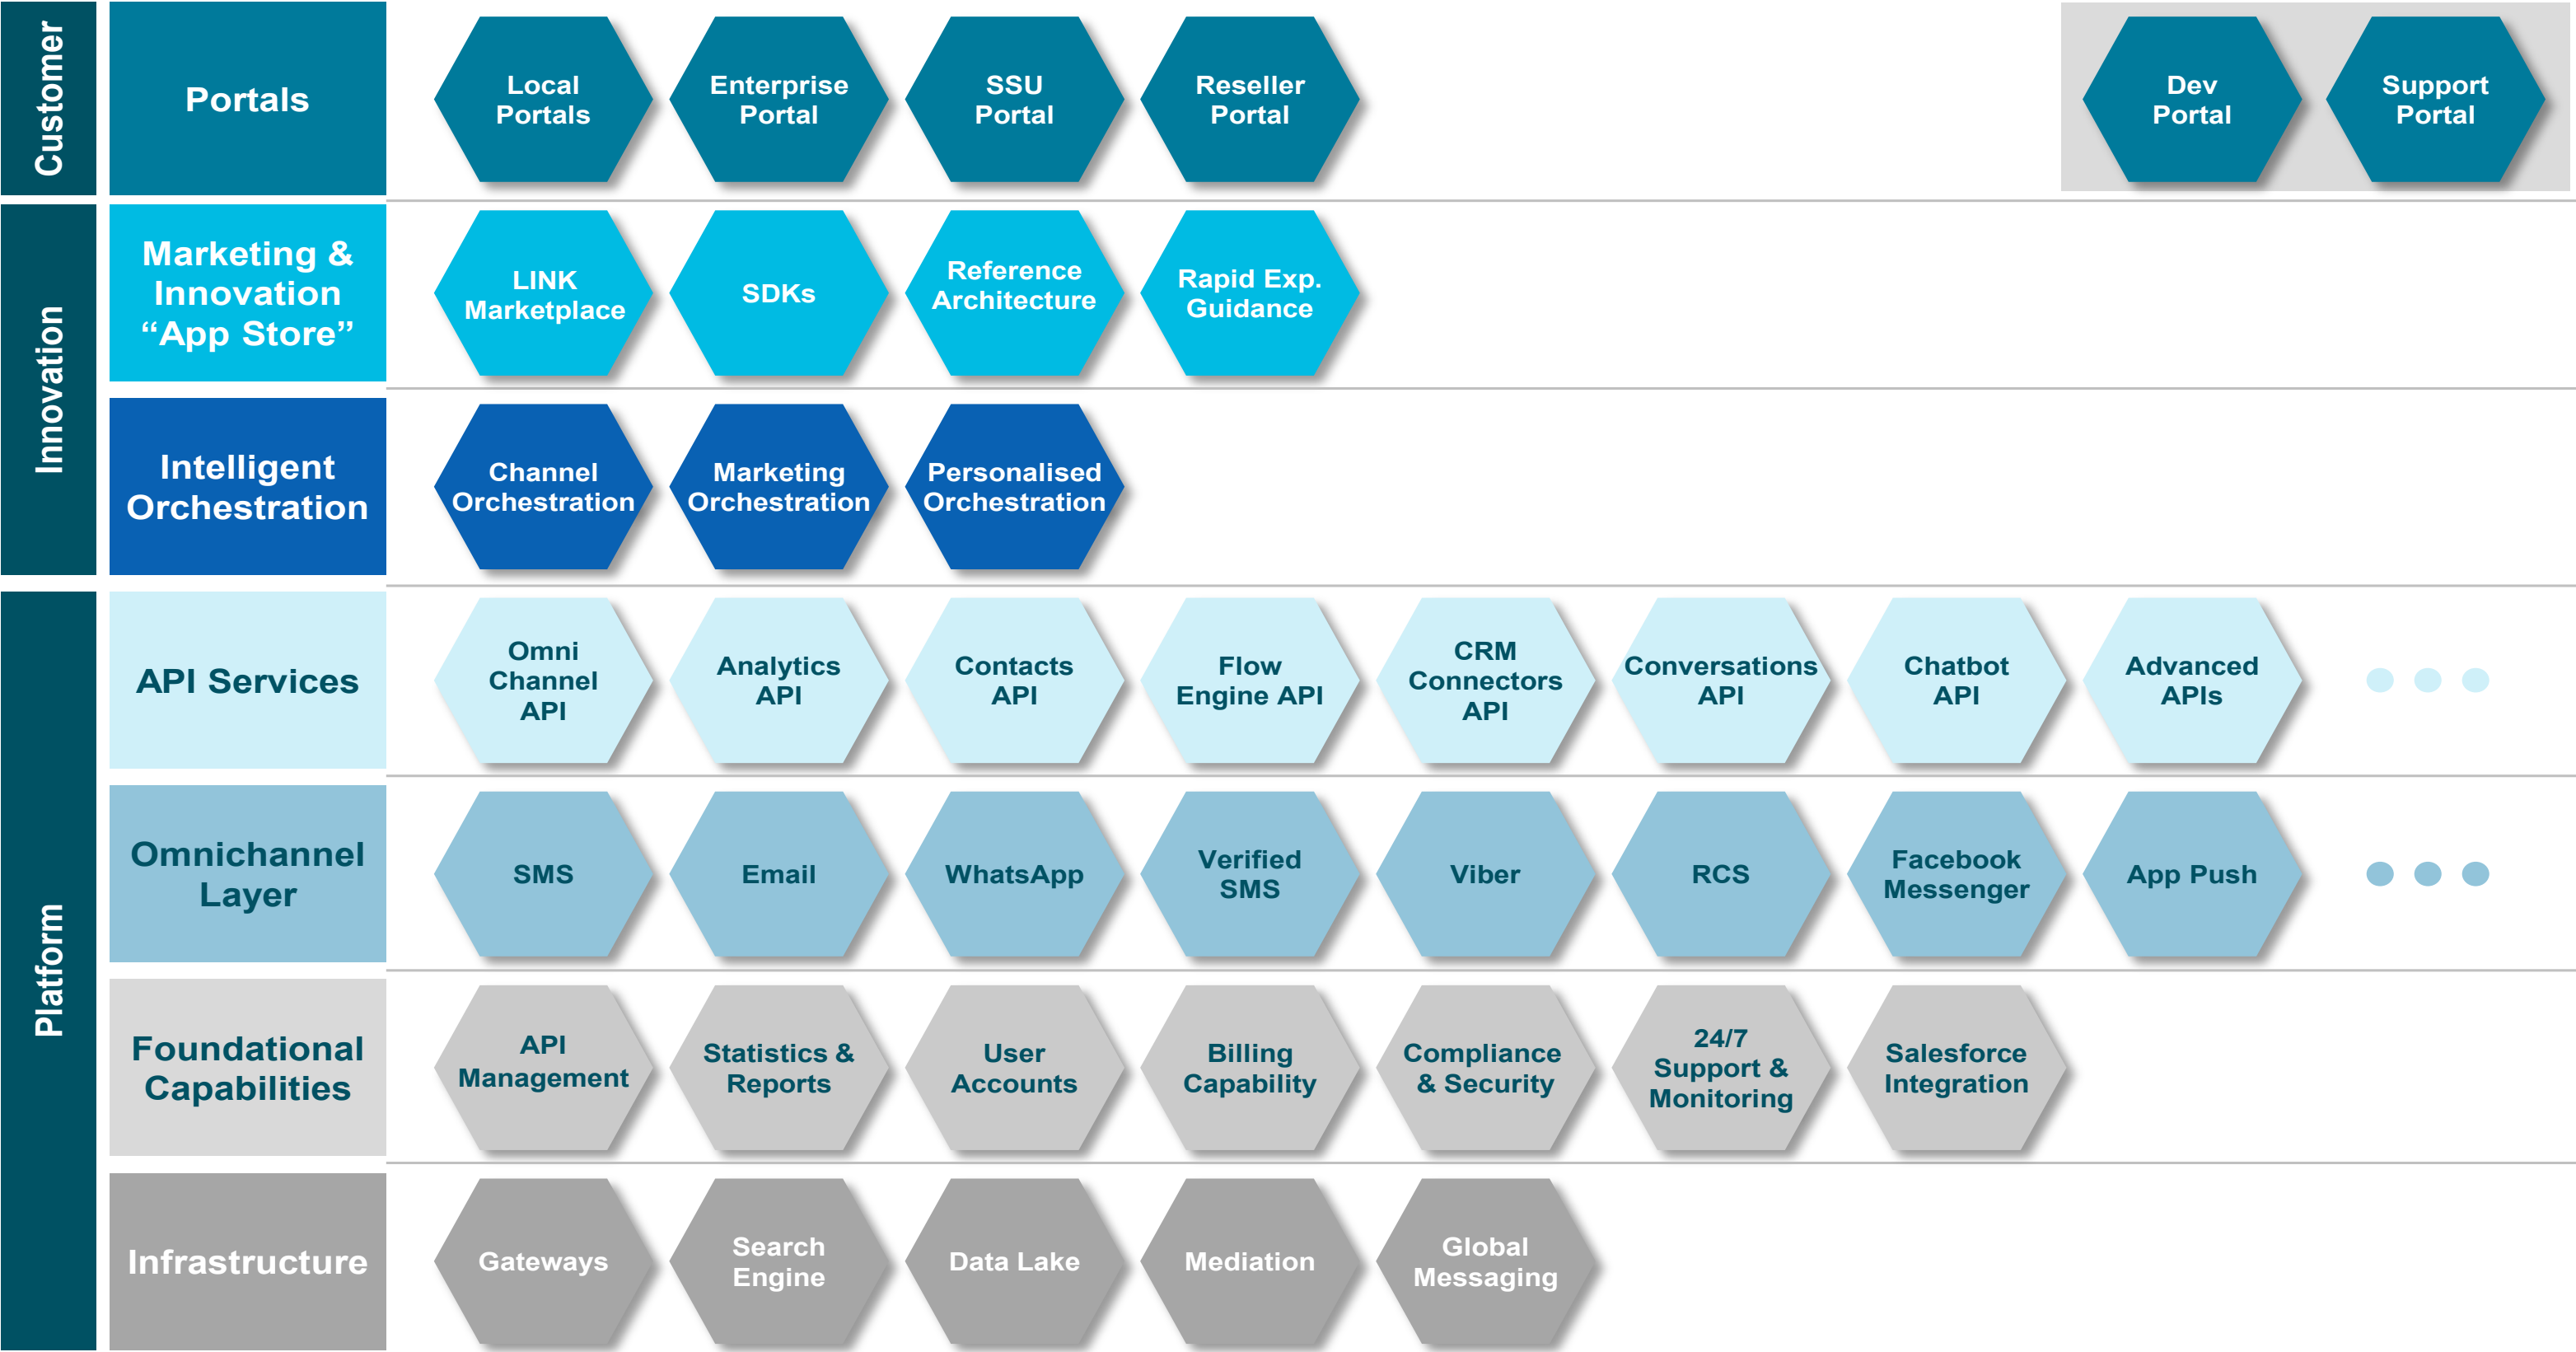 Customer
Portals
Local
Portals
Enterprise
Portal
SSU
Portal
Reseller
Portal
Dev
Portal
Support
Portal
Innovation
Marketing &
Innovation
“App Store”
LINK
Marketplace
SDKs
Reference
Architecture
Rapid Exp.
Guidance
Intelligent
Orchestration
Channel
Orchestration
Marketing
Orchestration
Personalised
Orchestration
Platform
API Services
Omni
Channel
API
Analytics
API
Contacts
API
Flow
Engine API
CRM
Connectors
API
Conversations
API
Chatbot
API
Advanced
APIs
Omnichannel
Layer
SMS
Email
WhatsApp
Verified
SMS
Viber
RCS
Facebook
Messenger
App Push
Foundational
Capabilities
API
Management
Statistics &
Reports
User
Accounts
Billing
Capability
Compliance
& Security
24/7
Support &
Monitoring
Salesforce
Integration
Infrastructure
Gateways
Search
Engine
Data Lake
Mediation
Global
Messaging